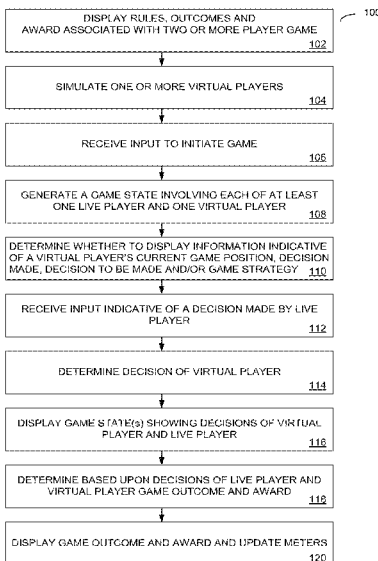 100
DISPLAY RULES, OUTCOMES AND
AWARD ASSOCIATED WITH TWO OR MORE PLAYER GAME
102
SIMULATE ONE OR MORE VIRTUAL PLAYERS
104
RECEIVE INPUT TO INITIATE GAME
106
GENERATE A GAME STATE INVOLVING EACH OF AT LEAST
ONE LIVE PLAYER AND ONE VIRTUAL PLAYER
108
DETERMINE WHETHER TO DISPLAY INFORMATION INDICATIVE
OF A VIRTUAL PLAYER'S CURRENT GAME POSITION, DECISION
MADE, DECISION TO BE MADE AND/OR GAME STRATEGY 110
RECEIVE INPUT INDICATIVE OF A DECISION MADE BY LIVE
PLAYER
112
DETERMINE DECISION OF VIRTUAL PLAYER
114
DISPLAY GAME STATE(s) SHOWING DECISIONS OF VIRTUAL
PLAYER AND LIVE PLAYER
116
DETERMINE BASED UPON DECISIONS OF LIVE PLAYER AND
VIRTUAL PLAYER GAME OUTCOME AND AWARD
118
DISPLAY GAME OUTCOME AND AWARD AND UPDATE METERS
120